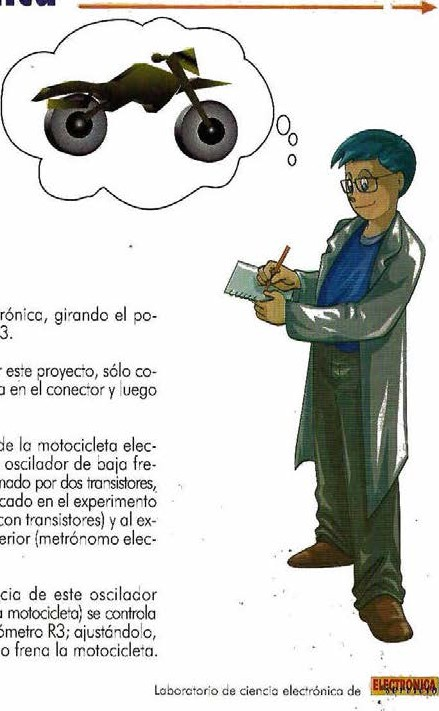 rónica, girando el po-
3.
r este proyecto, sólo co-
a en el conector y luego
de la motocicleta elec-
oscilador de baja fre-
mado por dos transistores,
cado en el experimento
con transistores) y al ex-
erior (metrónomo elec-
cia de este oscilador
a motocicleta) se controla
ómetro R3; ajustándolo,
o frena la motocicleta.
Laboratorio de ciencia electrónica de ELECTRONICA